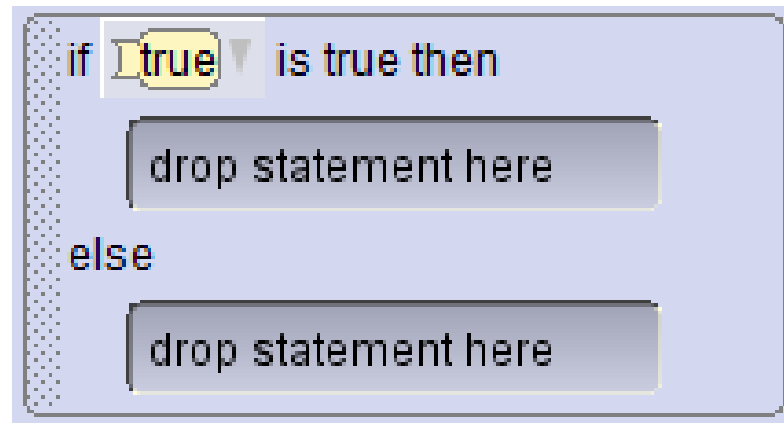 if true is true then
drop statement here
else
drop statement here